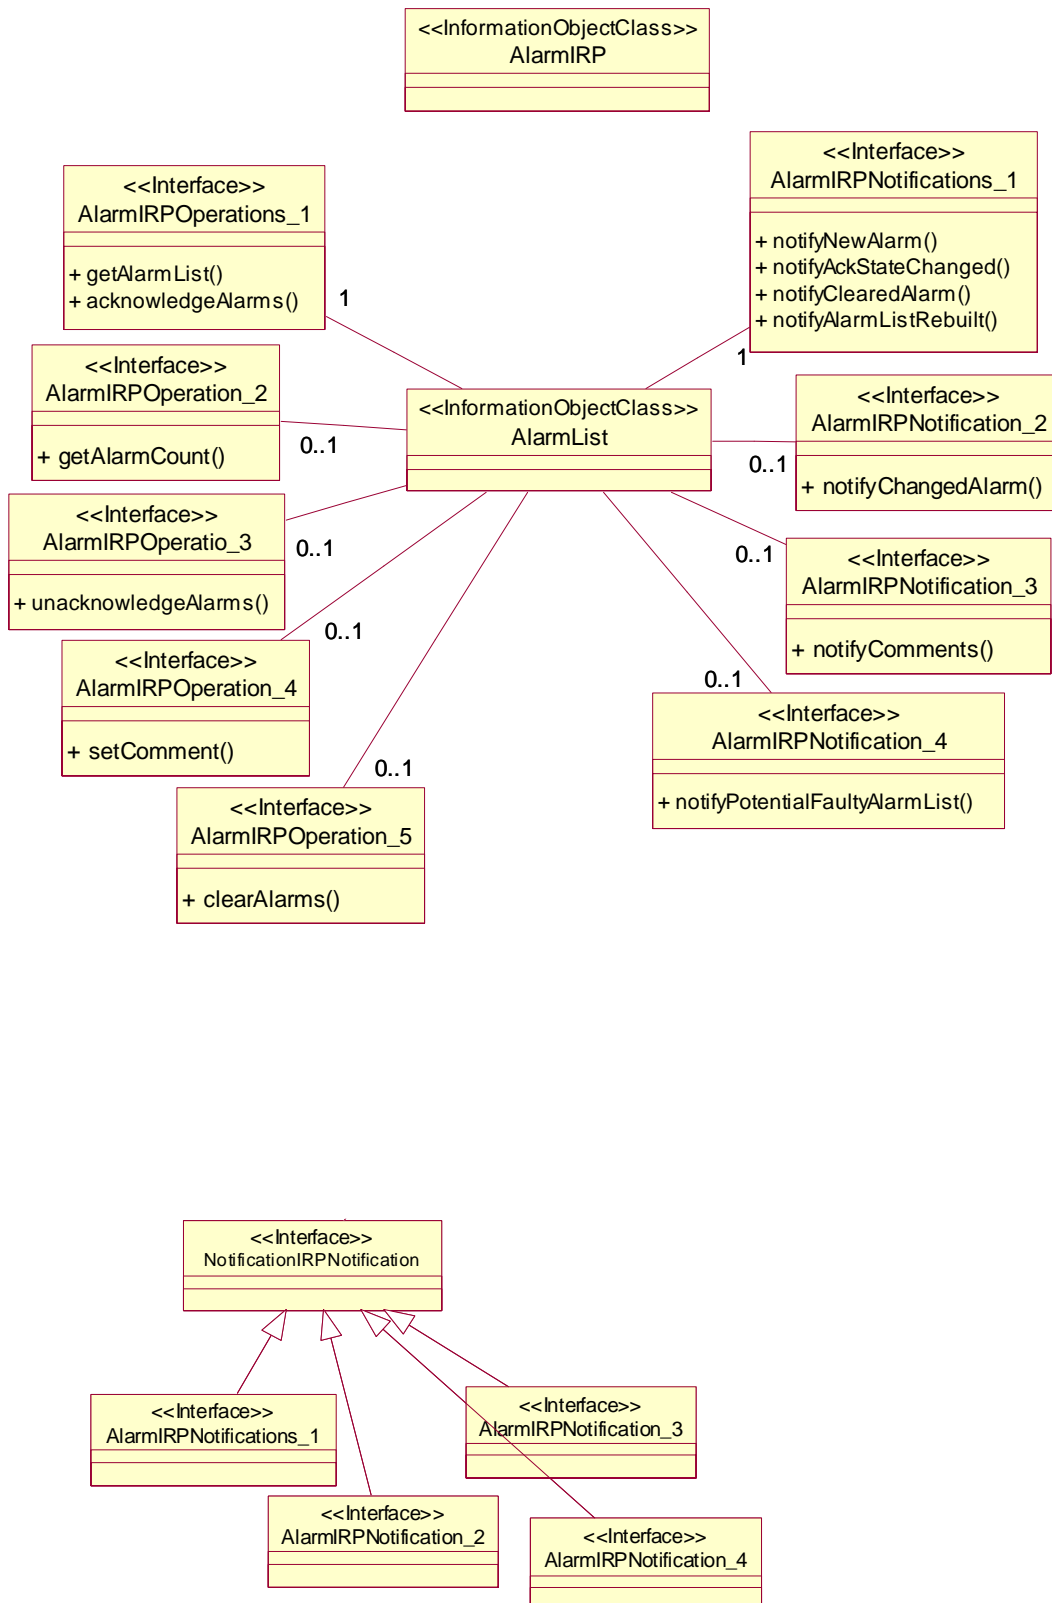 <<InformationObjectClass>>
AlarmIRP
<<Interface>>
AlarmIRPOperations_1
+ getAlarmList()
+ acknowledgeAlarms()
1
<<Interface>>
AlarmIRPNotifications_1
+ notifyNewAlarm()
+ notifyAckStateChanged()
+ notifyClearedAlarm()
+ notifyAlarmListRebuilt()
1
<<Interface>>
AlarmIRPOperation_2
+ getAlarmCount()
0..1
<<InformationObjectClass>>
AlarmList
<<Interface>>
AlarmIRPNotification_2
+ notifyChangedAlarm()
0..1
<<Interface>>
AlarmIRPOperatio_3
+ unacknowledgeAlarms()
0..1
<<Interface>>
AlarmIRPNotification_3
+ notifyComments()
0..1
<<Interface>>
AlarmIRPOperation_4
+ setComment()
0..1
<<Interface>>
AlarmIRPNotification_4
+ notifyPotentialFaultyAlarmList()
0..1
<<Interface>>
AlarmIRPOperation_5
+ clearAlarms()
0..1
<<Interface>>
NotificationIRPNotification
<<Interface>>
AlarmIRPNotifications_1
<<Interface>>
AlarmIRPNotification_3
<<Interface>>
AlarmIRPNotification_2
<<Interface>>
AlarmIRPNotification_4